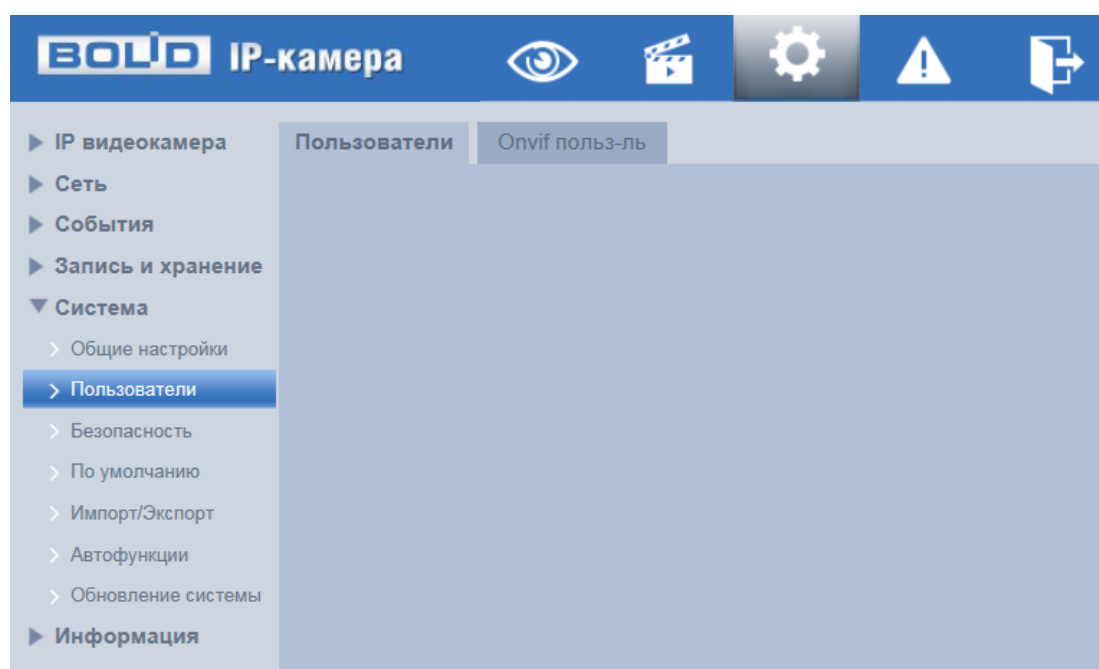 BOLID IP-камера
IP видеокамера
Сеть
События
Запись и хранение
Система
Общие настройки
Пользователи
Безопасность
По умолчанию
Импорт/Экспорт
Автофункции
Обновление системы
Информация
Пользователи
Onvif польз-ль